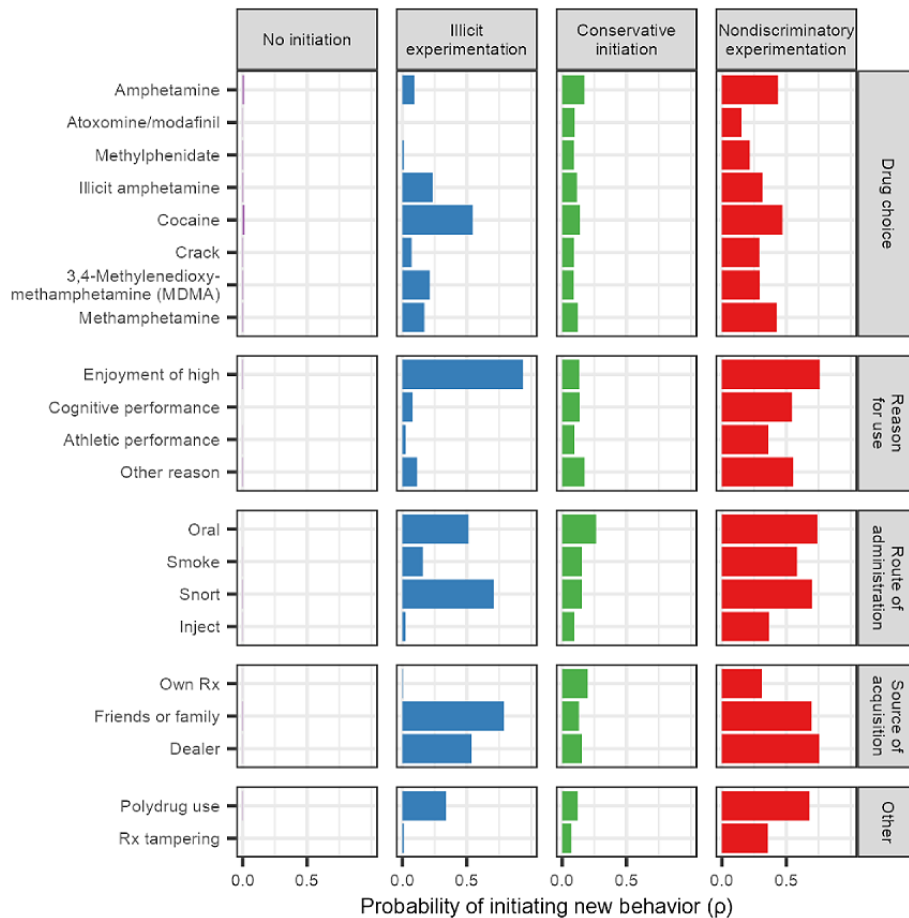 No initiation
Illicit
experimentation
Conservative
initiation
Nondiscriminatory
experimentation
Amphetamine
Atoxomine/modafinil
Methylphenidate
Illicit amphetamine
Cocaine
Crack
3,4-Methylenedioxy-
methamphetamine (MDMA)
Methamphetamine
Drug choice
Enjoyment of high
Cognitive performance
Athletic performance
Other reason
Reason
for use
Oral
Smoke
Snort
Inject
Route of
administration
Own Rx
Friends or family
Dealer
Source of
acquisition
Polydrug use
Rx tampering
Other
0.0 0.5 0.0 0.5 0.0 0.5 0.0 0.5
Probability of initiating new behavior (ρ)